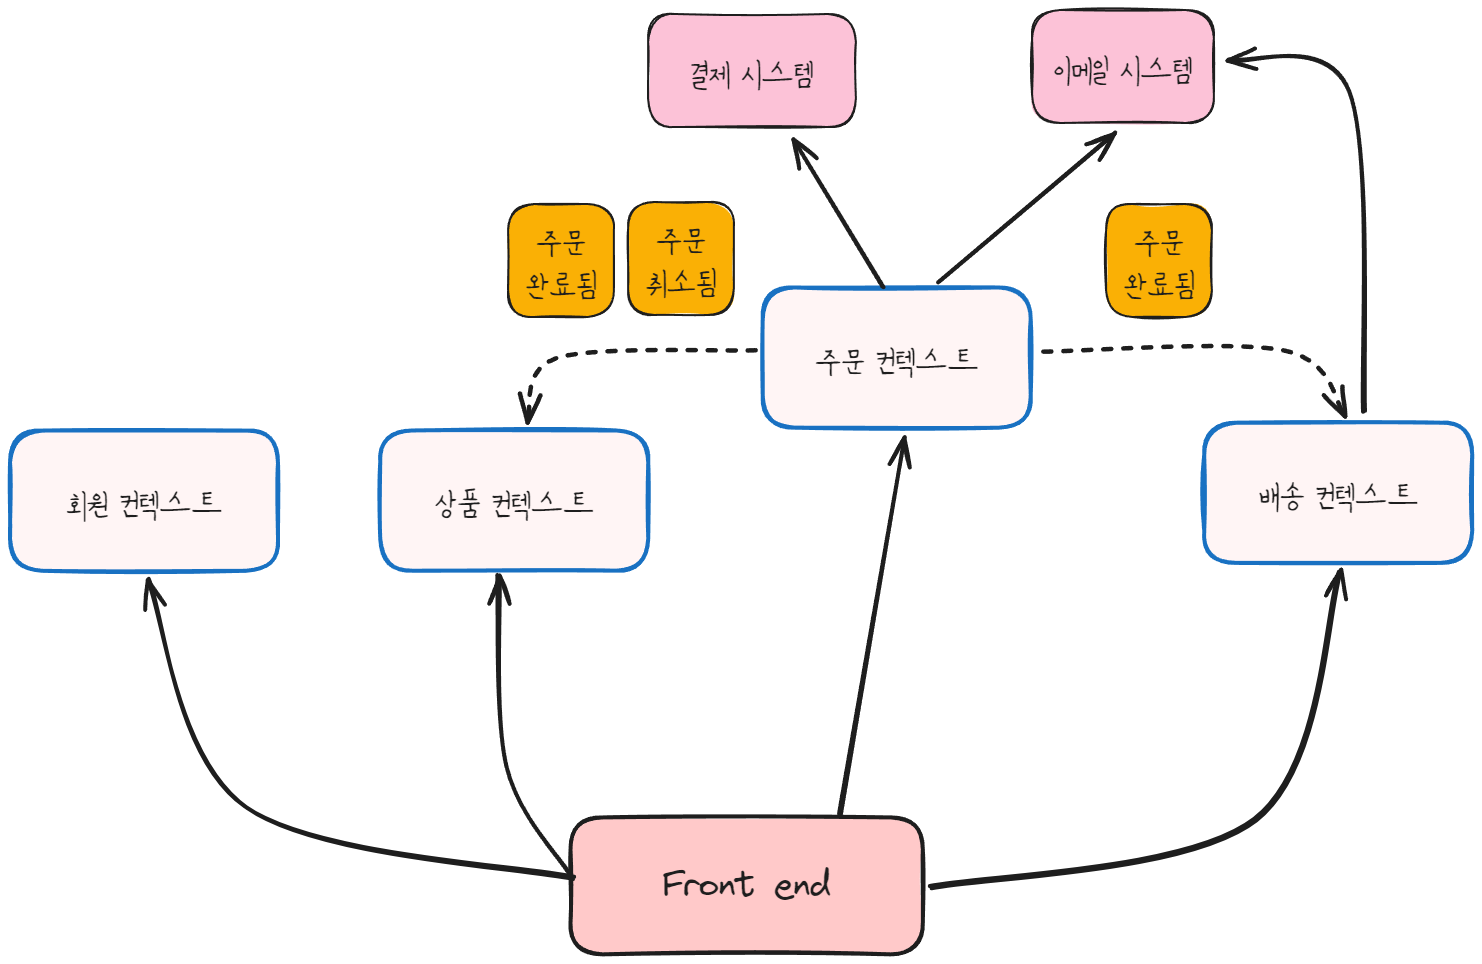 결제 시스템
이메일 시스템
주문
완료됨
주문
취소됨
주문
완료됨
주문 컨텍스트
회원 컨텍스트
상품 컨텍스트
배송 컨텍스트
Front end